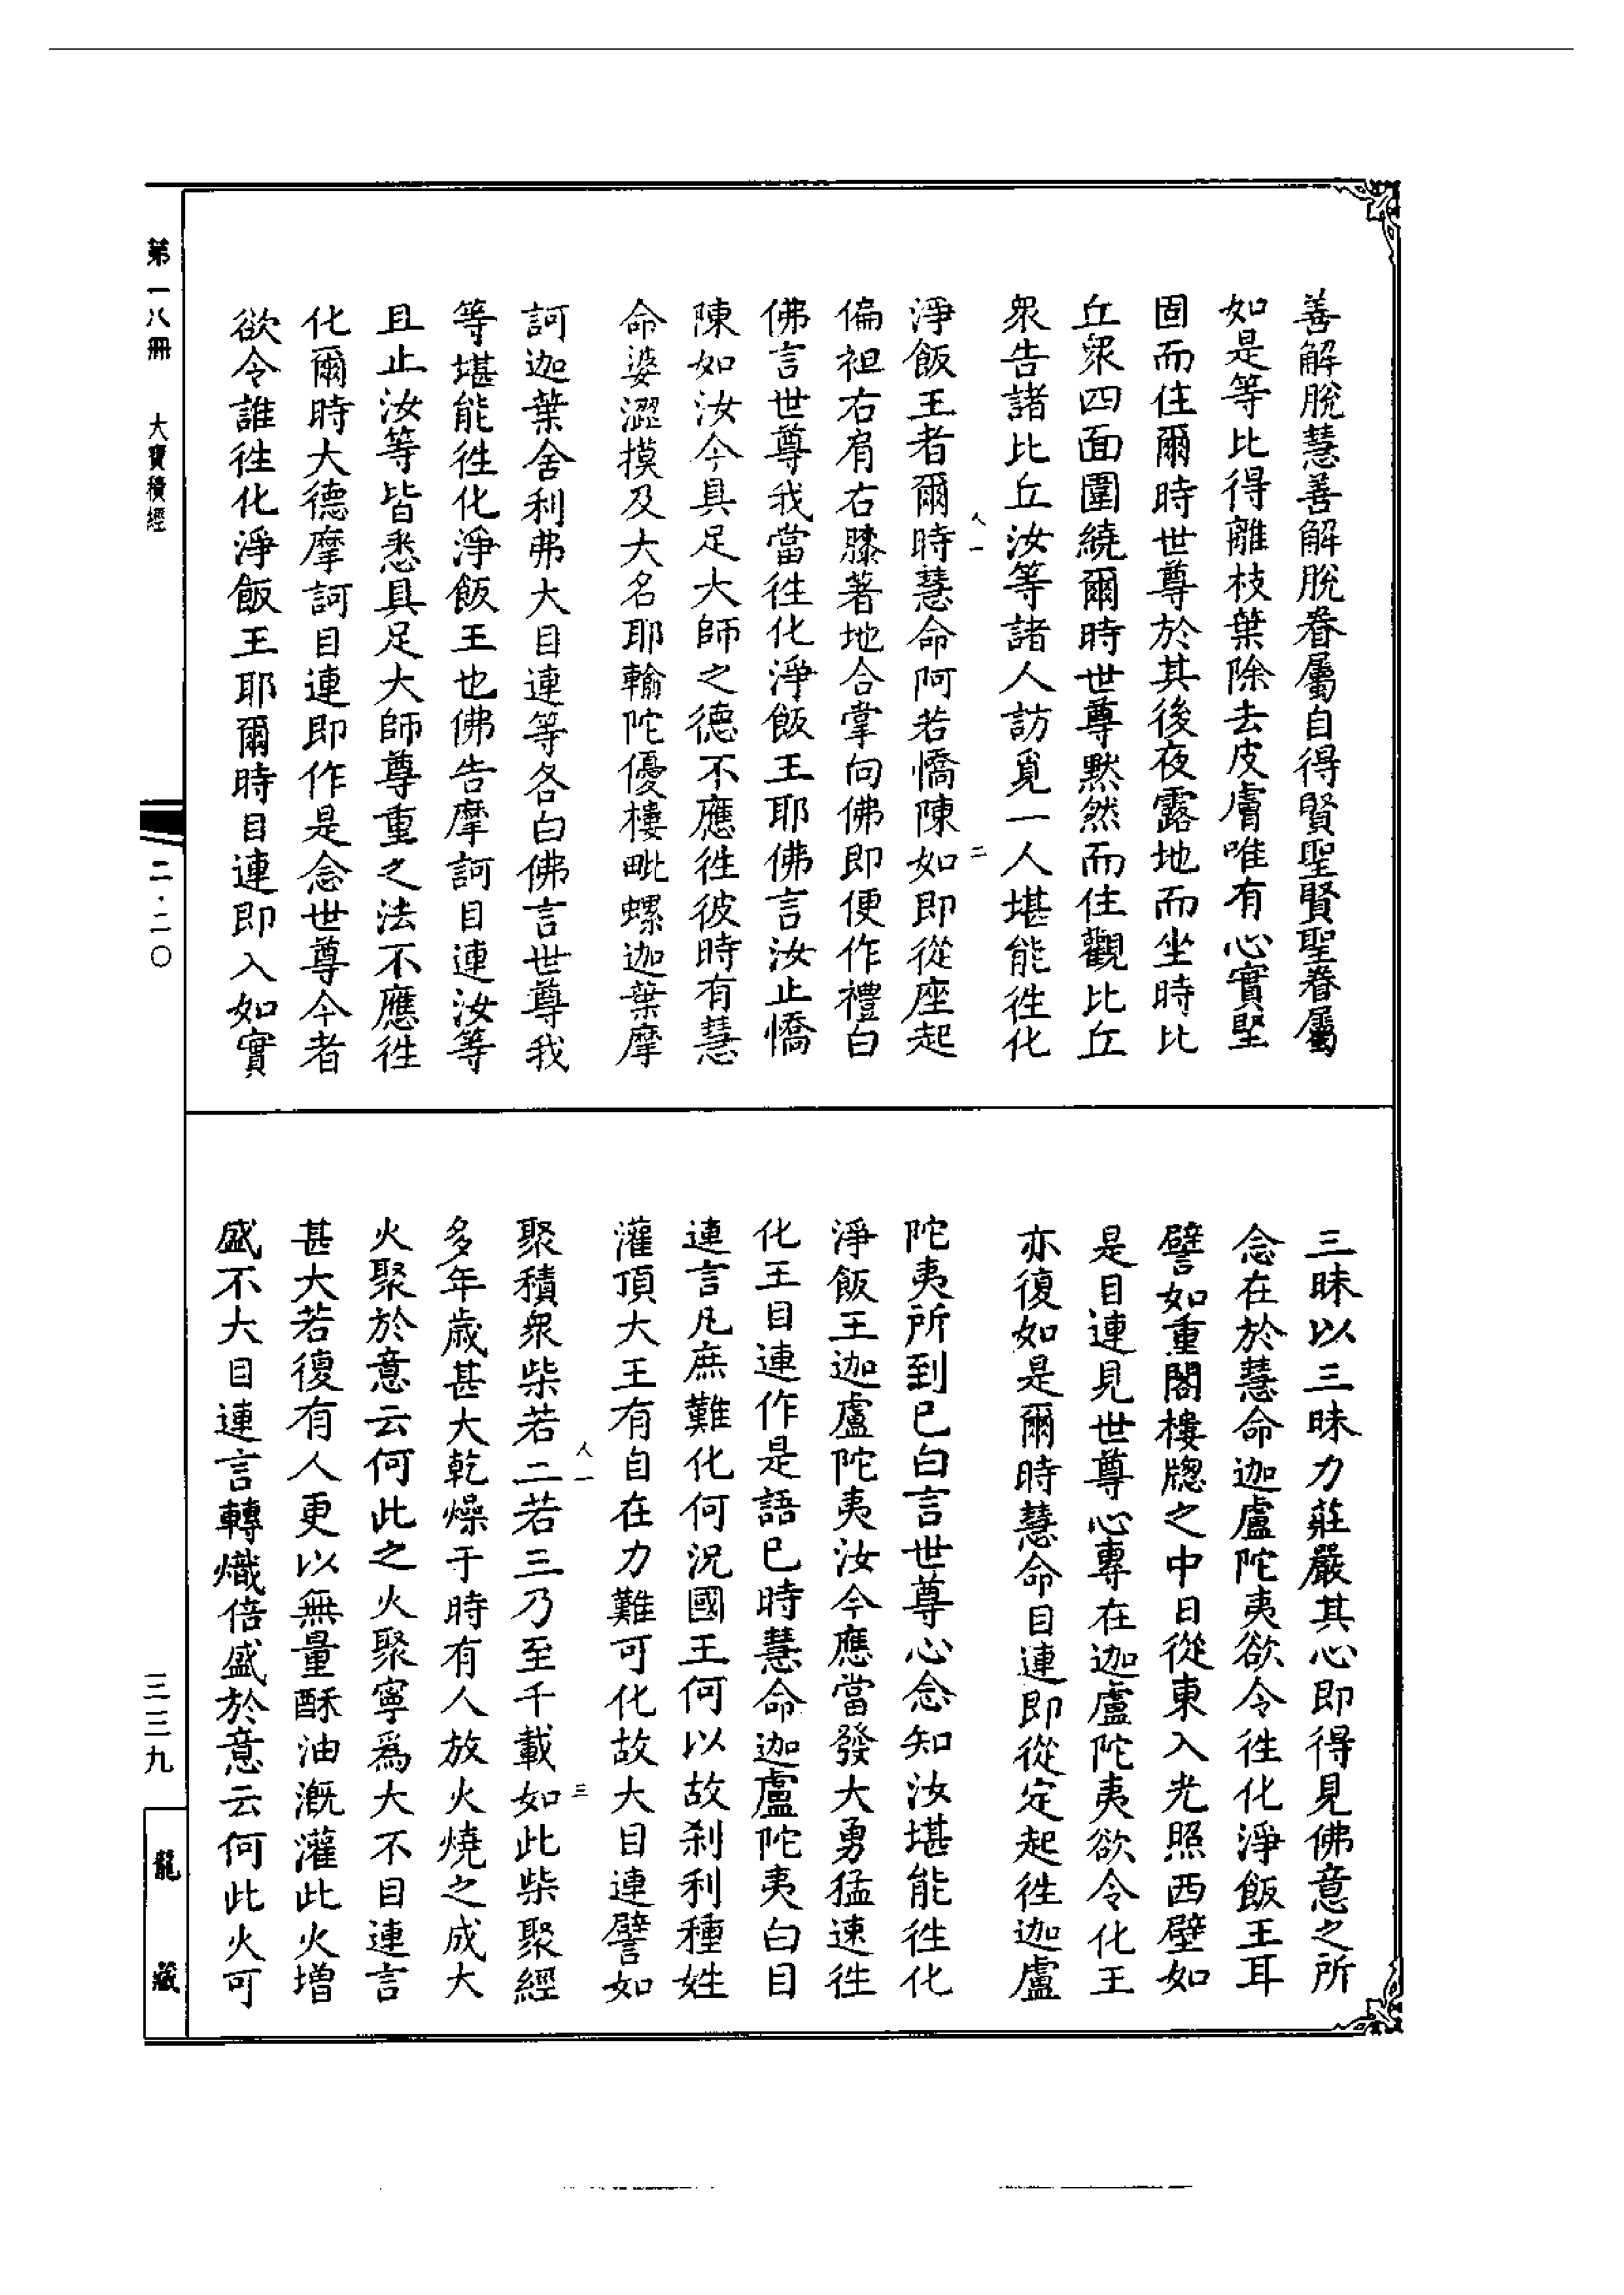 善解脫慧善解脫眷屬自得賢聖賢聖眷屬
如是等比得離枝葉除去皮膚唯有心實堅
固而住爾時世尊於其後夜露地而坐時比
丘眾四面圍繞爾時世尊默然而住觀比丘
眾告諸比丘汝等諸人訪覓一人堪能往化
人一
二
淨飯王者爾時慧命阿若憍陳如即從座起
偏袒右肩右膝著地合掌向佛即便作禮白
佛言世尊我當往化淨飯王耶佛言汝止憍
陳如汝今具足大師之德不應往彼時有慧
命婆澀摸及大名耶輸陀優樓毗螺迦葉摩
訶迦葉舍利弗大目連等各白佛言世尊我
等堪能往化淨飯王也佛告摩訶目連汝等
且止汝等皆悉具足大師尊重之法不應往
化爾時大德摩訶目連即作是念世尊今者
欲令誰往化淨飯王耶爾時目連即入如實
三昧以三昧力莊嚴其心即得見佛意之所
念在於慧命迦盧陀夷欲令往化淨飯王耳
譬如重閣樓牎之中日從東入光照西壁如
是目連見世尊心專在迦盧陀夷欲令化王
亦復如是爾時慧命目連即從定起往迦盧
陀夷所到已白言世尊心念知汝堪能往化
淨飯王迦盧陀夷汝今應當發大勇猛速往
化王目連作是語已時慧命迦盧陀夷白目
連言凡庶難化何況國王何以故刹利種姓
灌頂大王有自在力難可化故大目連譬如
人一
三
聚積眾柴若二若三乃至千載如此柴聚經
多年歲甚大乾燥于時有人放火燒之成大
火聚於意云何此之火聚寧為大不目連言
甚大若復有人更以無量酥油溉灌此火增
盛不大目連言轉熾倍盛於意云何此火可
第一八冊 大寶積經
二·二〇
三三九
龍藏